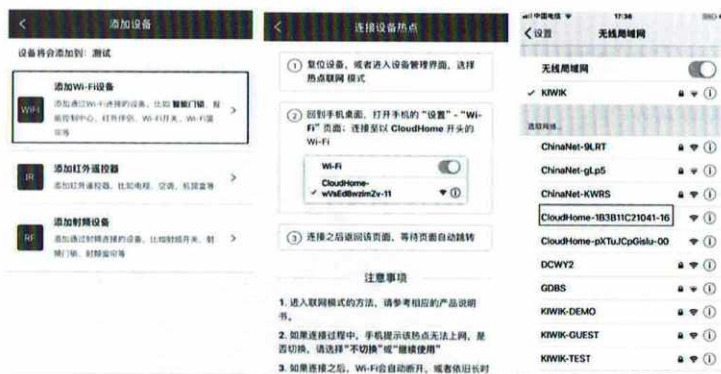 添加设备
设备将会添加到：测试
WiFi
添加Wi-Fi设备
添加通过Wi-Fi连接的设备，比如 智能门锁、智
能控制中心、红外伴侣、Wi-Fi开关、Wi-Fi窗
帘等
IR
添加红外遥控器
添加红外遥控器，比如电视、空调、机顶盒等
RF
添加射频设备
添加通过射频连接的设备，比如射频开关、射
频门锁、射频窗帘等
连接设备热点
1 复位设备，或者进入设备管理界面，选择
热点联网 模式
2 回到手机桌面，打开手机的 "设置" - "Wi-
Fi" 页面；连接至以 CloudHome 开头的
Wi-Fi
Wi-Fi
CloudHome-
wVsEd8wzimZv-11
3 连接之后返回该页面，等待页面自动跳转
注意事项
1. 进入联网模式的方法，请参考相应的产品说明
书。
2. 如果连接过程中，手机提示该热点无法上网，是
否切换，请选择"不切换"或"继续使用"
3. 如果连接之后，Wi-Fi会自动断开，或者依旧长时
中国电信
17:36
设置
无线局域网
无线局域网
KIWIK
选取网络...
ChinaNet-9LRT
ChinaNet-gLp5
ChinaNet-KWRS
CloudHome-1B3B11C21041-16
CloudHome-pXTuJCpGislu-00
DCWY2
GDBS
KIWIK-DEMO
KIWIK-GUEST
KIWIK-TEST